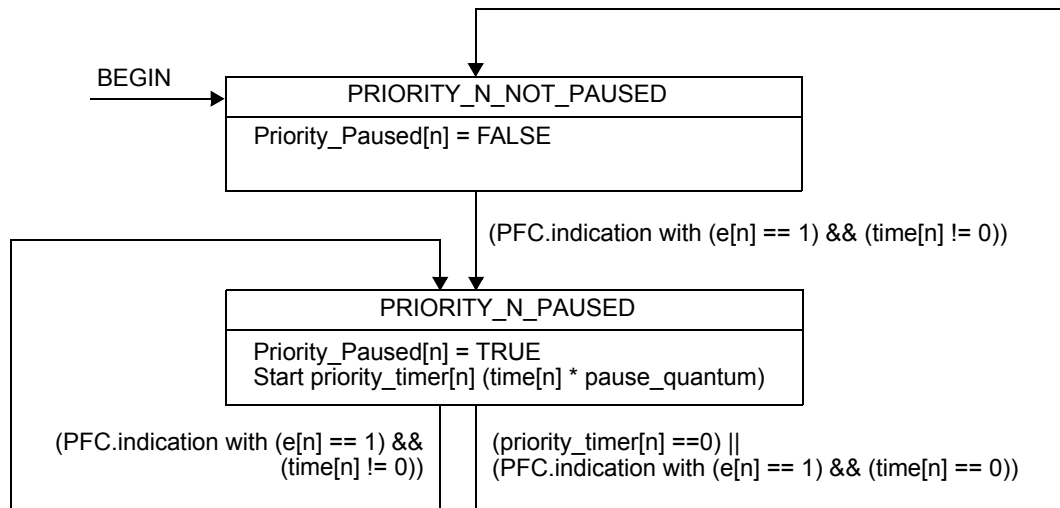 BEGIN
PRIORITY_N_NOT_PAUSED
Priority_Paused[n] = FALSE
(PFC.indication with (e[n] == 1) && (time[n] != 0))
PRIORITY_N_PAUSED
Priority_Paused[n] = TRUE
Start priority_timer[n] (time[n] * pause_quantum)
(PFC.indication with (e[n] == 1) &&
(time[n] != 0))
(priority_timer[n] ==0) ||
(PFC.indication with (e[n] == 1) && (time[n] == 0))